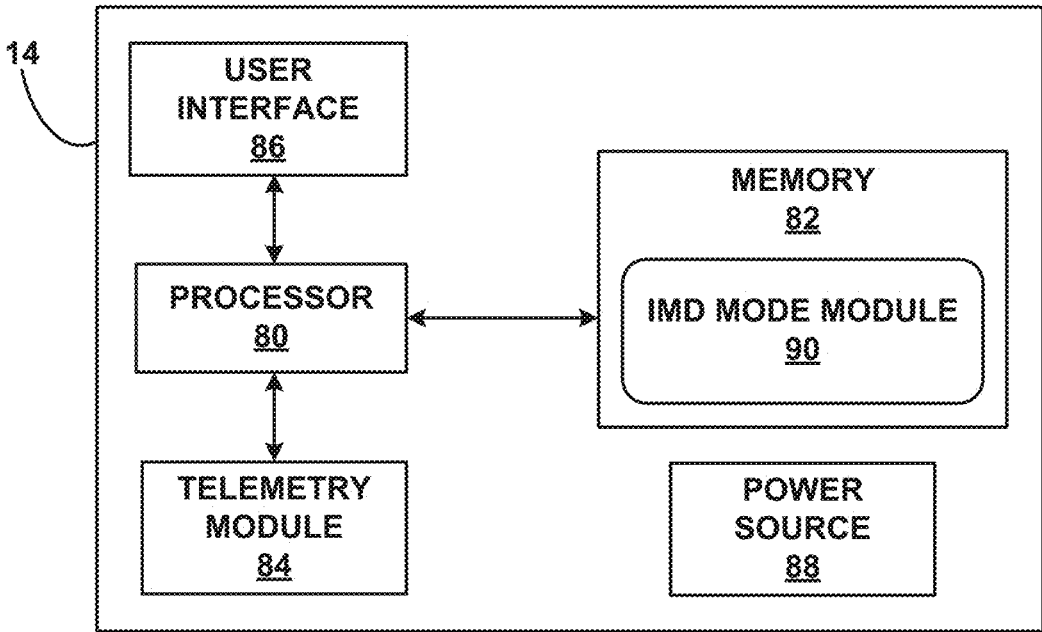 14
USER
INTERFACE
86
MEMORY
82
PROCESSOR
80
IMD MODE MODULE
90
TELEMETRY
MODULE
84
POWER
SOURCE
88